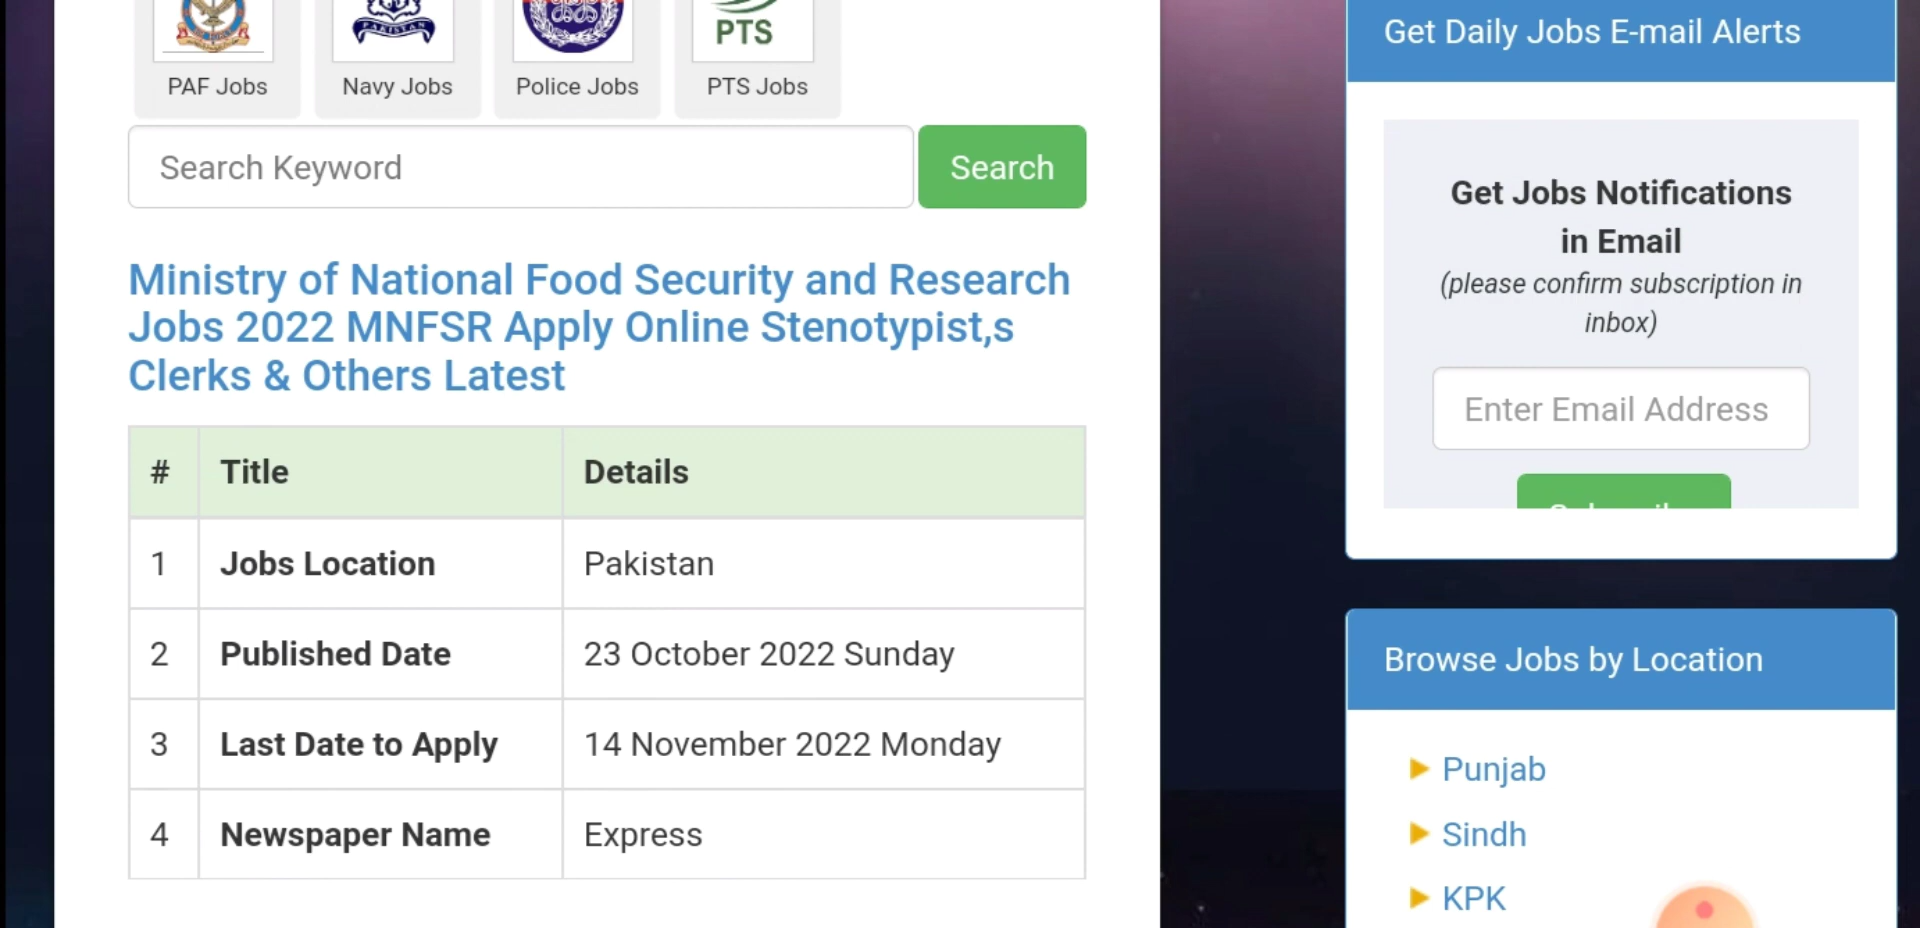 PAKISTAN
PTS
PAF Jobs
Navy Jobs
Police Jobs
PTS Jobs
Search Keyword
Search
Ministry of National Food Security and Research
Jobs 2022 MNFSR Apply Online Stenotypist,s
Clerks & Others Latest
# Title Details
1 Jobs Location Pakistan
2 Published Date 23 October 2022 Sunday
3 Last Date to Apply 14 November 2022 Monday
4 Newspaper Name Express
Get Daily Jobs E-mail Alerts
Get Jobs Notifications
in Email
(please confirm subscription in
inbox)
Enter Email Address
Browse Jobs by Location
Punjab
Sindh
KPK